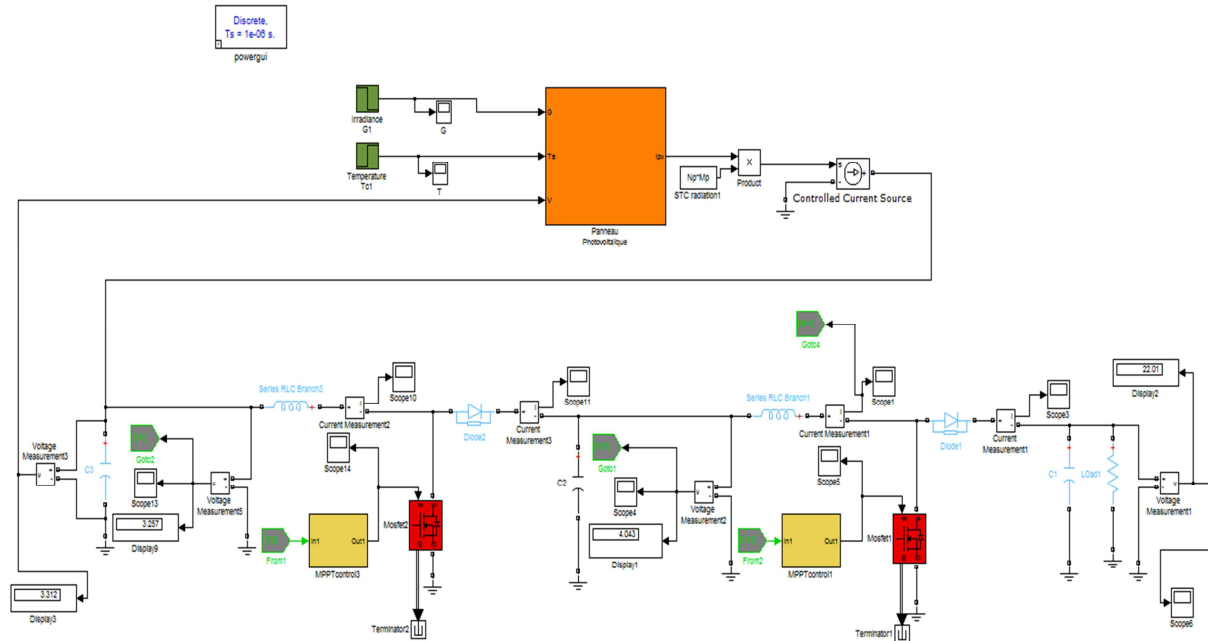 Discrete,
Ts = 1e-06 s.
powergui
Irradiance
G1
G
Temperature
Tc1
T
G
Ta
V
Ipv
Panneau
Photovoltaïque
Np*Mp
STC radiation1
x
Product
s
Controlled Current Source
Goto4
Series RLC Branch3
Scope10
Current Measurement2
Diode2
Scope11
Current
Measurement3
Series RLC Branch1
Scope1
Current Measurement1
Diode1
Scope3
Current
Measurement1
22.01
Display2
Voltage
Measurement3
v
C3
Goto2
Scope13
v
Voltage
Measurement5
3.257
Display9
Scope14
From1
In1
Out1
MPPTcontrol3
Mosfet2
Terminator2
C2
Goto1
Scope4
v
Voltage
Measurement2
4.043
Display1
Scope5
From2
In1
Out1
MPPTcontrol1
Mosfet1
Terminator1
C1
LOad1
v
Voltage
Measurement1
Scope6
3.312
Display3